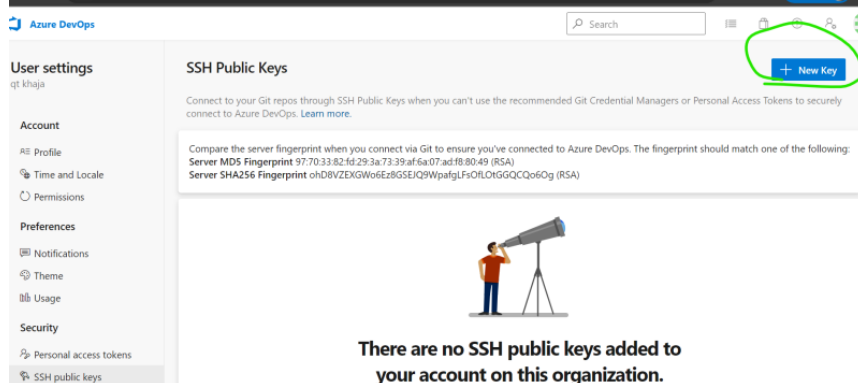 Azure DevOps
Search
User settings
qt khaja
SSH Public Keys
+ New Key
Connect to your Git repos through SSH Public Keys when you can't use the recommended Git Credential Managers or Personal Access Tokens to securely
connect to Azure DevOps. Learn more.
Account
Profile
Time and Locale
Permissions
Preferences
Notifications
Theme
Usage
Security
Personal access tokens
SSH public keys
Compare the server fingerprint when you connect via Git to ensure you've connected to Azure DevOps. The fingerprint should match one of the following:
Server MD5 Fingerprint 97:70:33:82:fd:29:3a:73:39:af:6a:07:ad:f8:80:49 (RSA)
Server SHA256 Fingerprint ohD8VZEXGWo6Ez8GSEJQ9WpafgLFsOfLOtGGQCQo6Og (RSA)
There are no SSH public keys added to
your account on this organization.